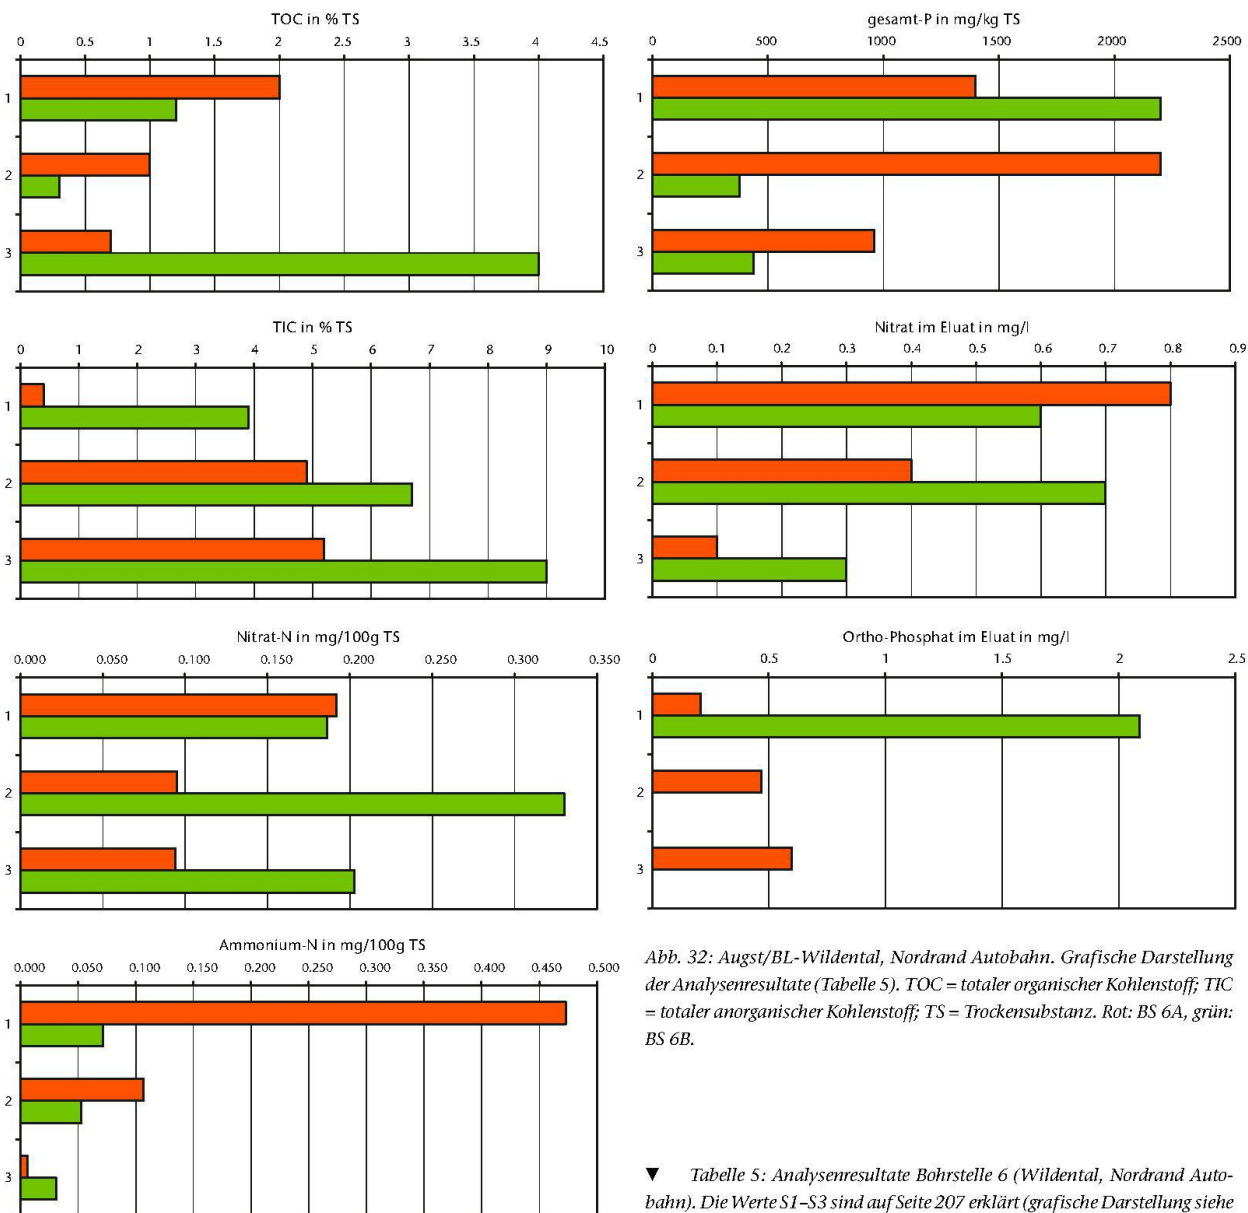 TOC in % TS
0 0.5 1 1.5 2 2.5 3 3.5 4 4.5
1
2
3
gesamt-P in mg/kg TS
0 500 1000 1500 2000 2500
1
2
3
TIC in % TS
0 1 2 3 4 5 6 7 8 9 10
1
2
3
Nitrat im Eluat in mg/l
0 0.1 0.2 0.3 0.4 0.5 0.6 0.7 0.8 0.9
1
2
3
Nitrat-N in mg/100g TS
0.000 0.050 0.100 0.150 0.200 0.250 0.300 0.350
1
2
3
Ortho-Phosphat im Eluat in mg/l
0 0.5 1 1.5 2 2.5
1
2
3
Ammonium-N in mg/100g TS
0.000 0.050 0.100 0.150 0.200 0.250 0.300 0.350 0.400 0.450 0.500
1
2
3
Abb. 32: Augst/BL-Wildental, Nordrand Autobahn. Grafische Darstellung
der Analysenresultate (Tabelle 5). TOC = totaler organischer Kohlenstoff; TIC
= totaler anorganischer Kohlenstoff; TS = Trockensubstanz. Rot: BS 6A, grün:
BS 6B.
▼ Tabelle 5: Analysenresultate Bohrstelle 6 (Wildental, Nordrand Auto-
bahn). Die Werte S1–S3 sind auf Seite 207 erklärt (grafische Darstellung siehe